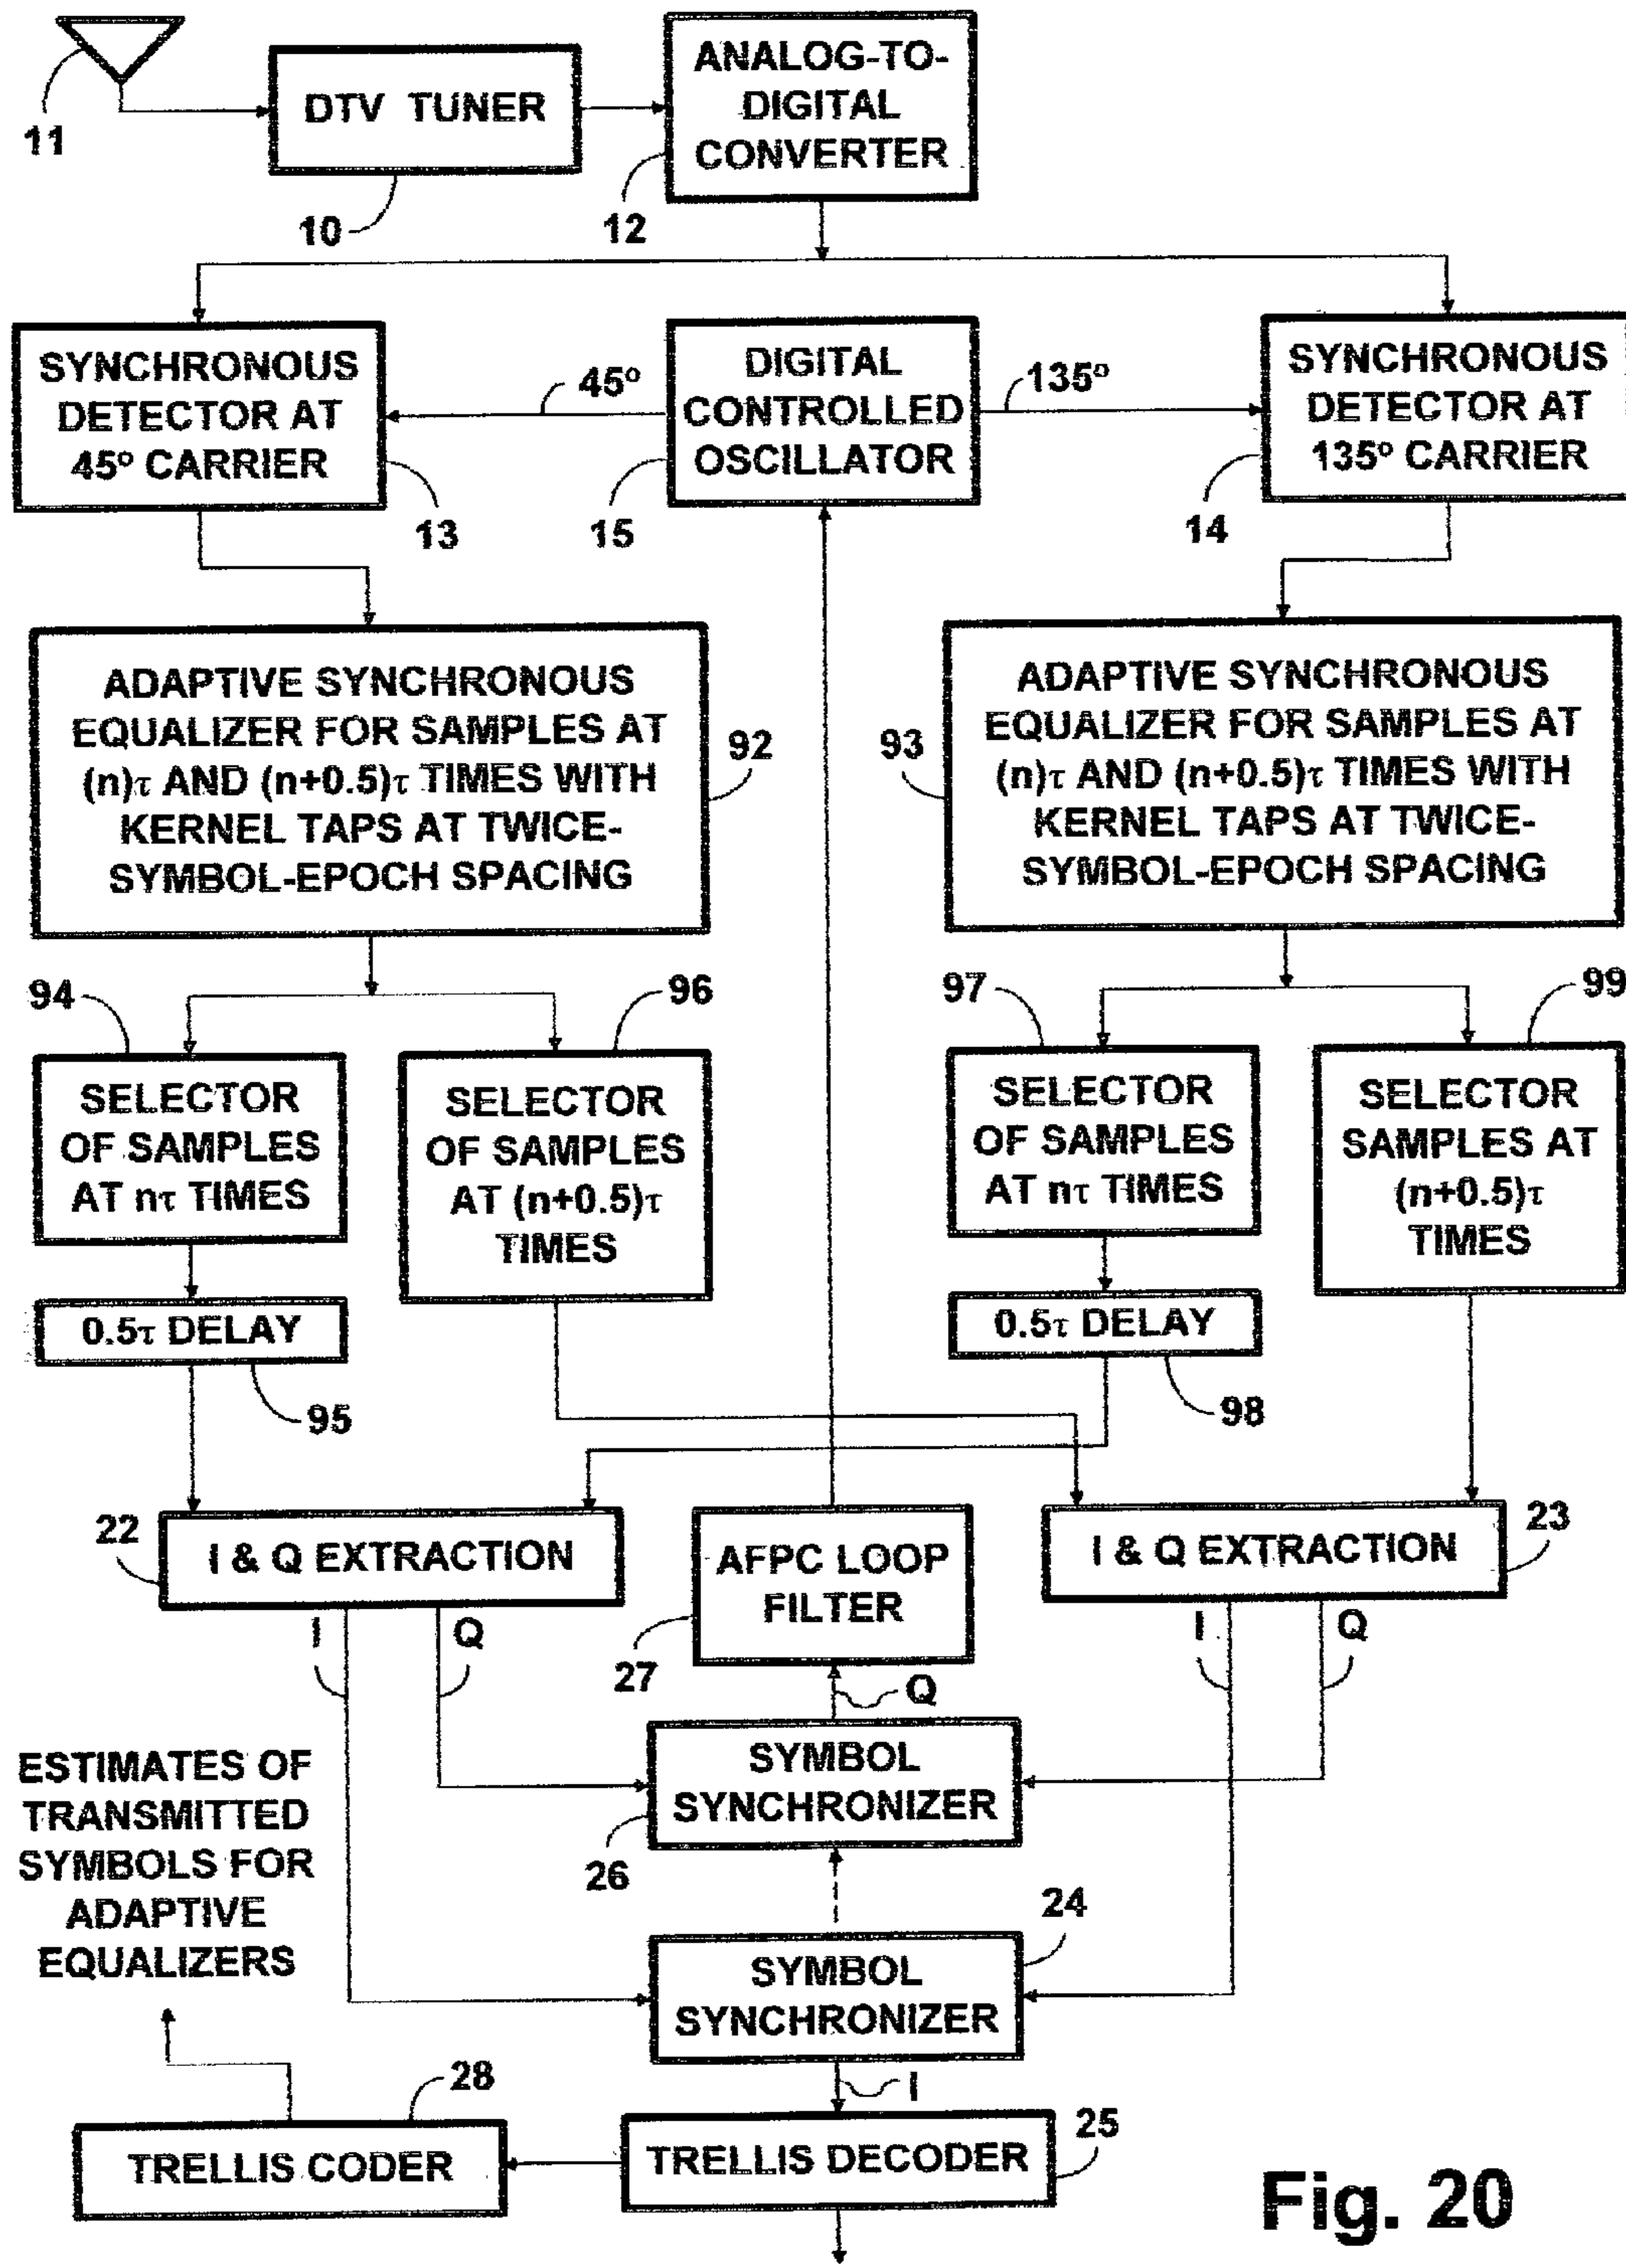 11
DTV TUNER
10
ANALOG-TO-
DIGITAL
CONVERTER
12
SYNCHRONOUS
DETECTOR AT
45º CARRIER
13
45º
DIGITAL
CONTROLLED
OSCILLATOR
15
135º
SYNCHRONOUS
DETECTOR AT
135º CARRIER
14
ADAPTIVE SYNCHRONOUS
EQUALIZER FOR SAMPLES AT
(n)τ AND (n+0.5)τ TIMES WITH
KERNEL TAPS AT TWICE-
SYMBOL-EPOCH SPACING
92
93
ADAPTIVE SYNCHRONOUS
EQUALIZER FOR SAMPLES AT
(n)τ AND (n+0.5)τ TIMES WITH
KERNEL TAPS AT TWICE-
SYMBOL-EPOCH SPACING
94
SELECTOR
OF SAMPLES
AT nτ TIMES
96
SELECTOR
OF SAMPLES
AT (n+0.5)τ
TIMES
97
SELECTOR
OF SAMPLES
AT nτ TIMES
99
SELECTOR
SAMPLES AT
(n+0.5)τ
TIMES
0.5τ DELAY
95
0.5τ DELAY
98
22
I & Q EXTRACTION
I
Q
AFPC LOOP
FILTER
27
Q
23
I & Q EXTRACTION
I
Q
SYMBOL
SYNCHRONIZER
26
ESTIMATES OF
TRANSMITTED
SYMBOLS FOR
ADAPTIVE
EQUALIZERS
24
SYMBOL
SYNCHRONIZER
I
28
TRELLIS CODER
TRELLIS DECODER
25
Fig. 20